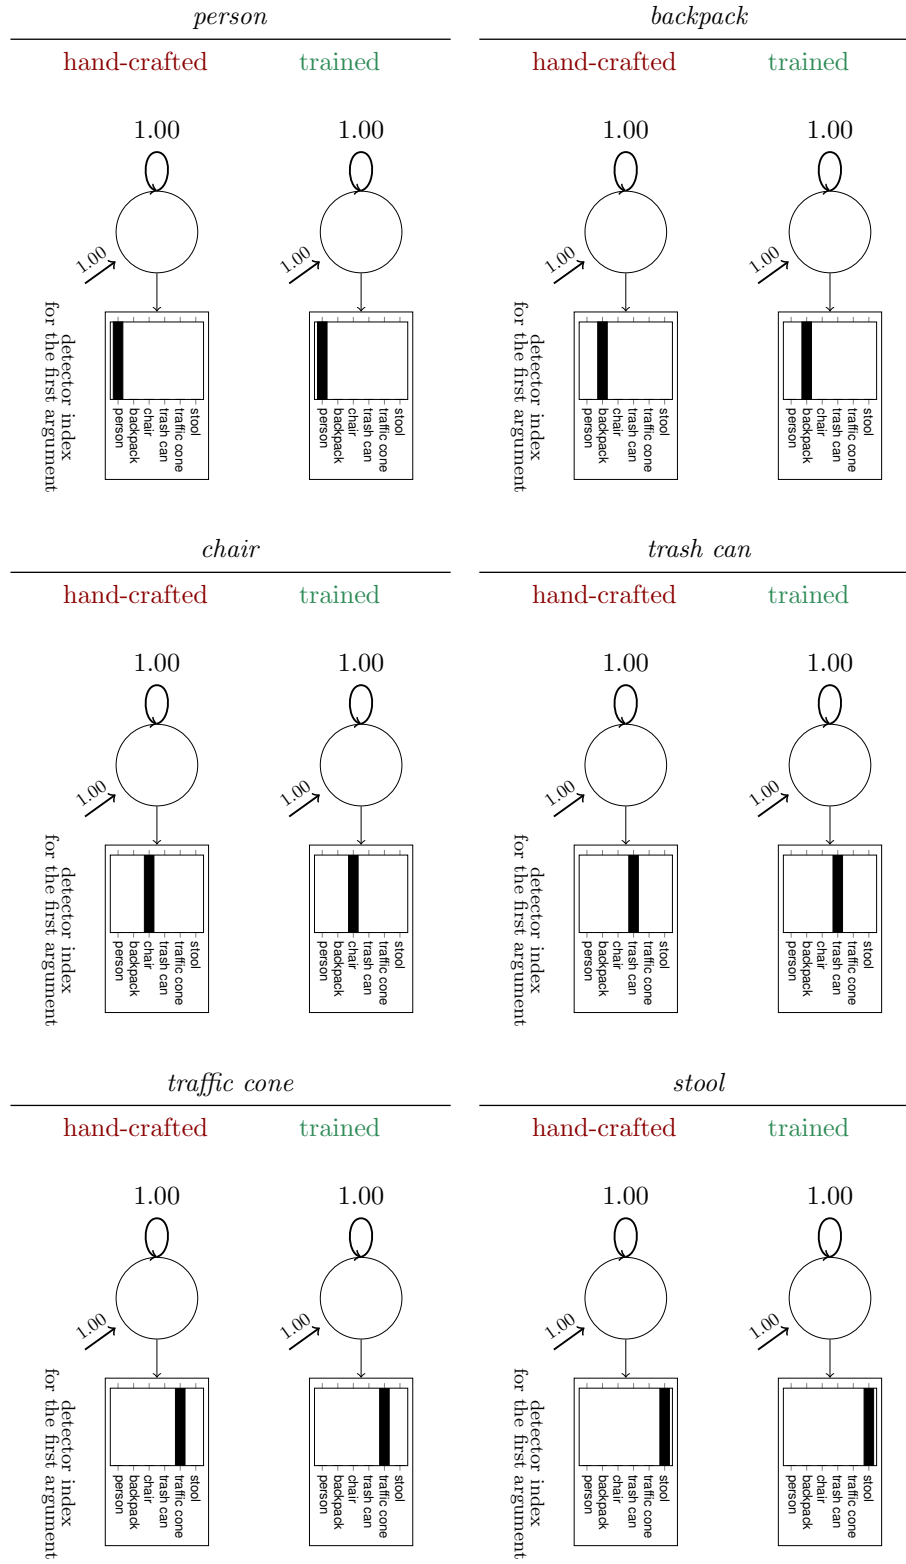 person
hand-crafted trained
1.00 1.00
1.00 1.00
detector index
for the first argument
person
backpack
chair
trash can
traffic cone
stool
person
backpack
chair
trash can
traffic cone
stool
backpack
hand-crafted trained
1.00 1.00
1.00 1.00
detector index
for the first argument
person
backpack
chair
trash can
traffic cone
stool
person
backpack
chair
trash can
traffic cone
stool
chair
hand-crafted trained
1.00 1.00
1.00 1.00
detector index
for the first argument
person
backpack
chair
trash can
traffic cone
stool
person
backpack
chair
trash can
traffic cone
stool
trash can
hand-crafted trained
1.00 1.00
1.00 1.00
detector index
for the first argument
person
backpack
chair
trash can
traffic cone
stool
person
backpack
chair
trash can
traffic cone
stool
traffic cone
hand-crafted trained
1.00 1.00
1.00 1.00
detector index
for the first argument
person
backpack
chair
trash can
traffic cone
stool
person
backpack
chair
trash can
traffic cone
stool
stool
hand-crafted trained
1.00 1.00
1.00 1.00
detector index
for the first argument
person
backpack
chair
trash can
traffic cone
stool
person
backpack
chair
trash can
traffic cone
stool